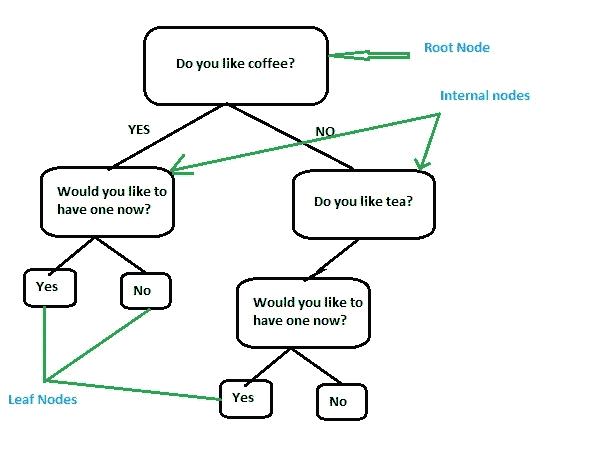 Do you like coffee?
Root Node
Internal nodes
YES
NO
Would you like to
have one now?
Do you like tea?
Yes
No
Would you like to
have one now?
Leaf Nodes
Yes
No